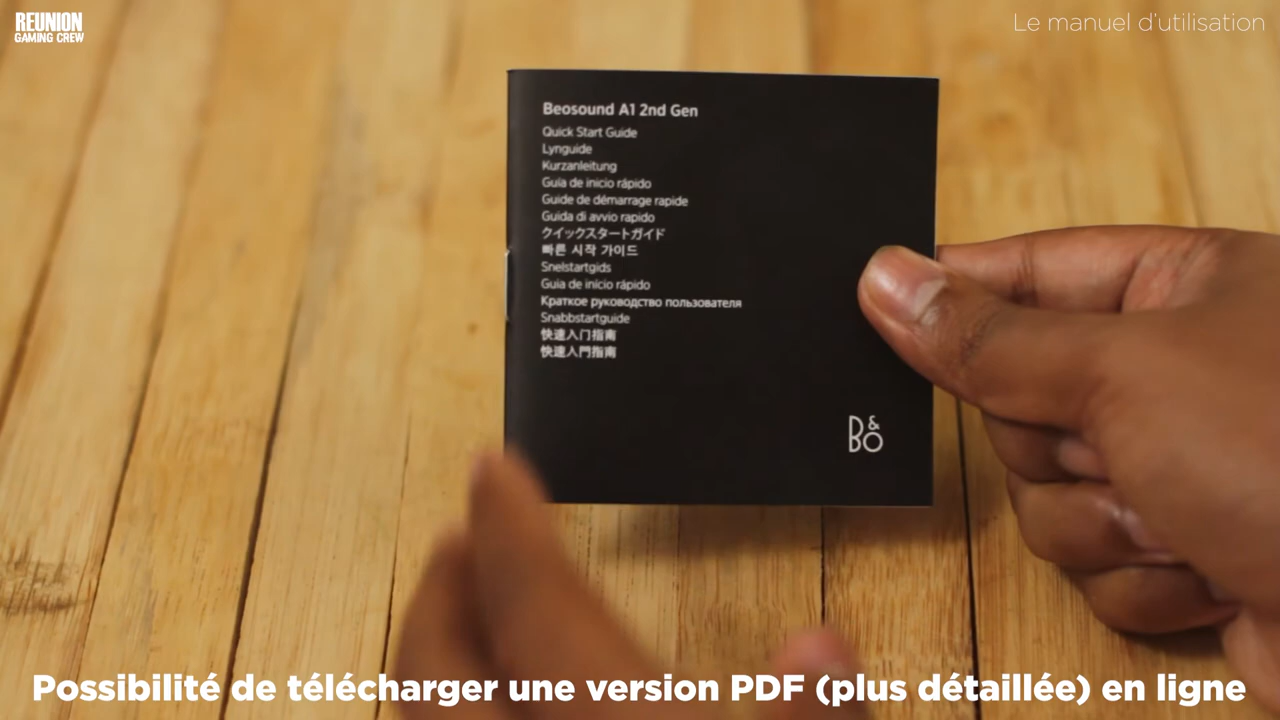 REUNION
GAMING CREW
Le manuel d'utilisation
Beosound A1 2nd Gen
Quick Start Guide
Lynguide
Kurzanleitung
Guía de inicio rápido
Guide de démarrage rapide
Guida di avvio rapido
クイックスタートガイド
빠른 시작 가이드
Snelstartgids
Guia de início rápido
Краткое руководство пользователя
Snabbstartguide
快速入门指南
快速入門指南
B&O
Possibilité de télécharger une version PDF (plus détaillée) en ligne